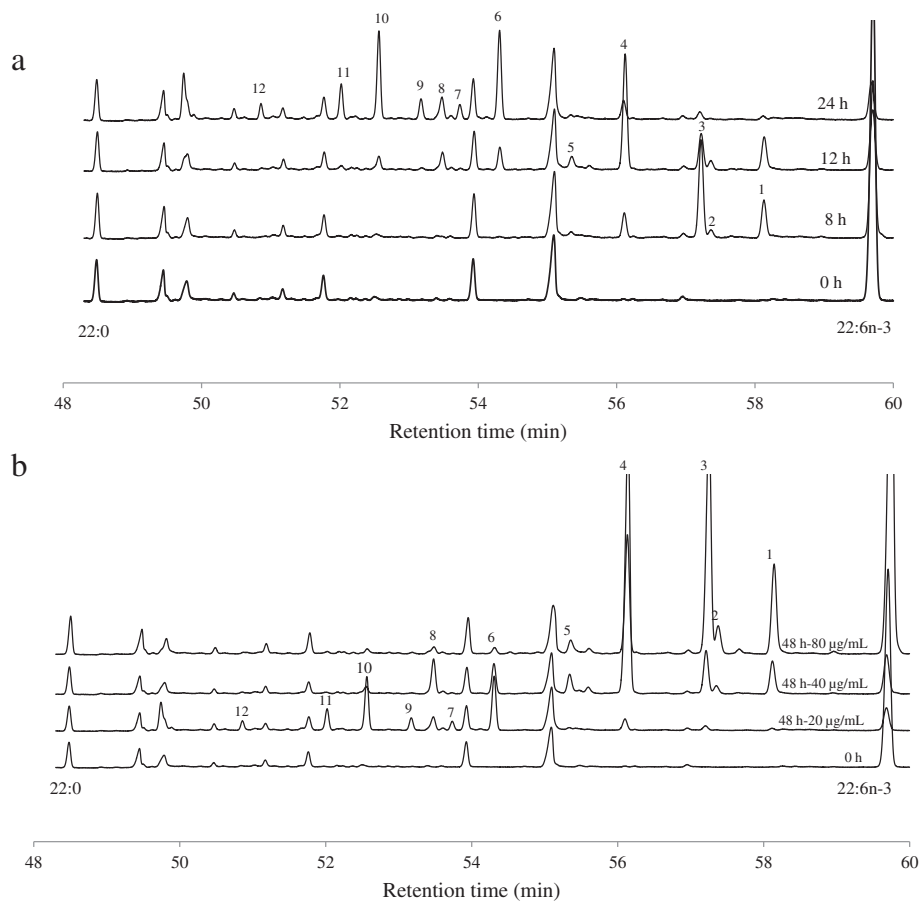 a
10
6
4
12
11
9
8
7
24 h
3
5
12 h
1
2
8 h
0 h
22:0
22:6n-3
48
50
52
54
56
58
60
Retention time (min)
b
4
3
1
2
5
8
6
48 h-80 μg/mL
10
48 h-40 μg/mL
12
11
9
7
48 h-20 μg/mL
0 h
22:0
22:6n-3
48
50
52
54
56
58
60
Retention time (min)